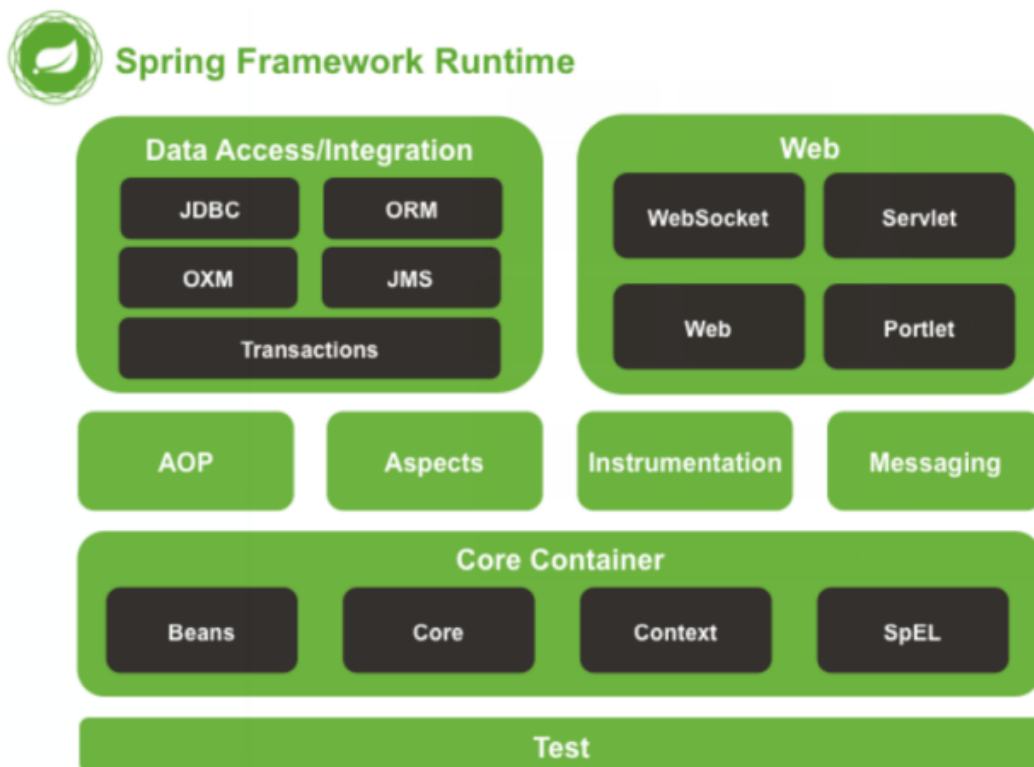 Spring Framework Runtime
Data Access/Integration
JDBC
ORM
OXM
JMS
Transactions
Web
WebSocket
Servlet
Web
Portlet
AOP
Aspects
Instrumentation
Messaging
Core Container
Beans
Core
Context
SpEL
Test